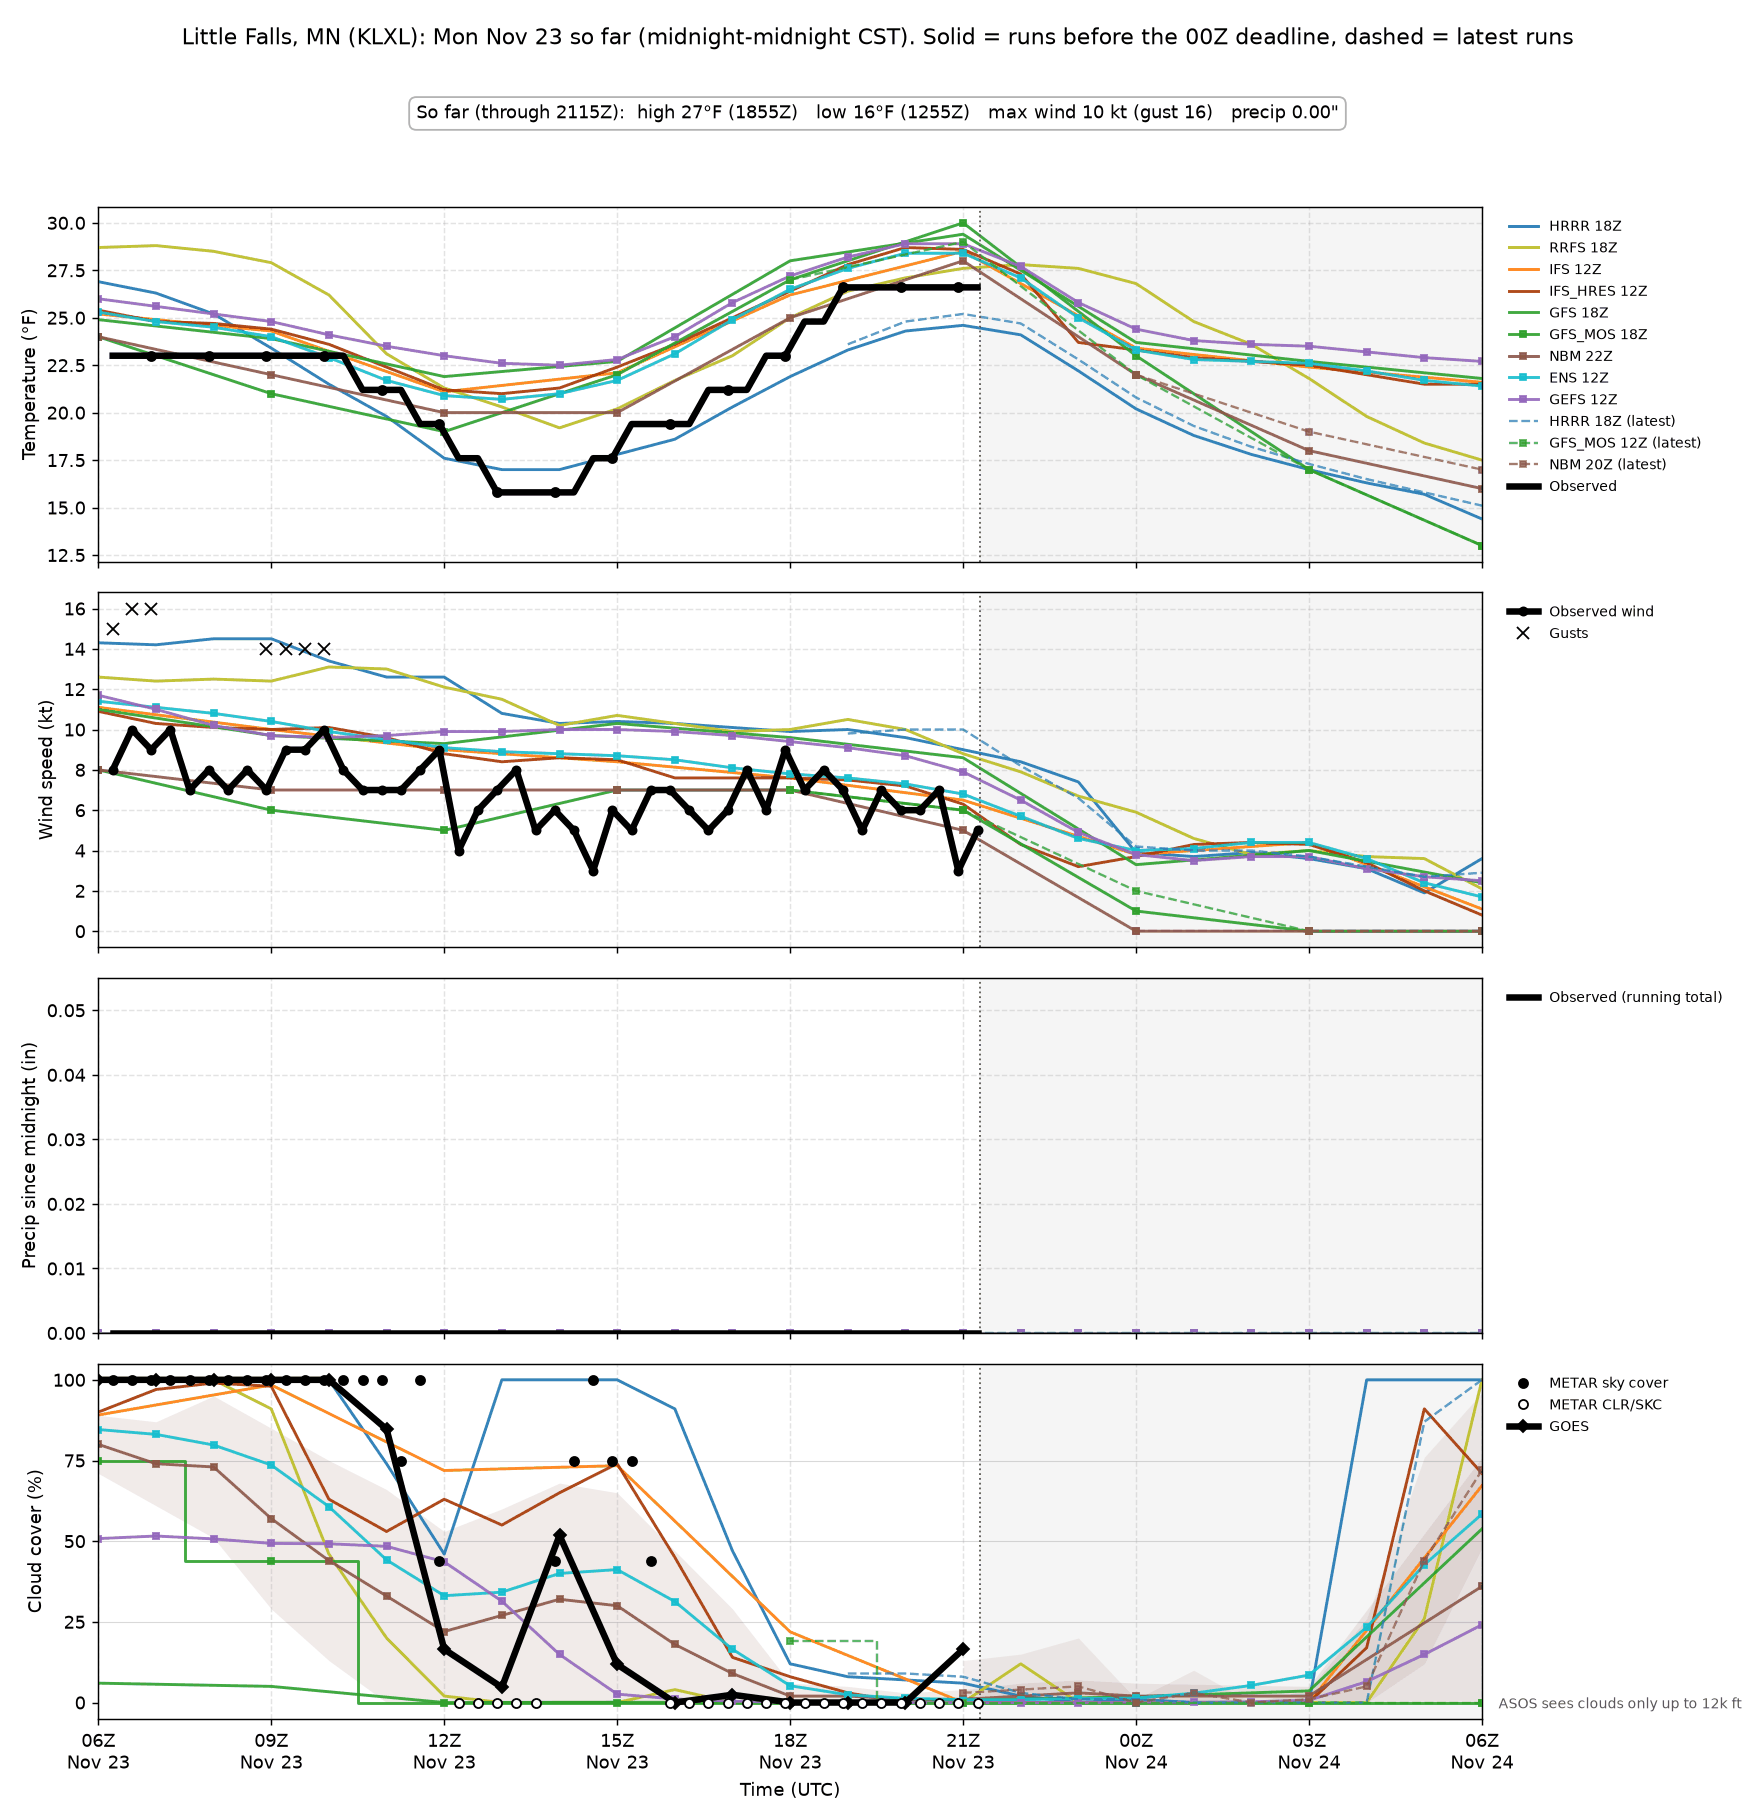 Little Falls, MN (KLXL): Mon Nov 23 so far (midnight-midnight CST). Solid = runs before the 00Z deadline, dashed = latest runs
So far (through 2115Z):  high 27°F (1855Z)   low 16°F (1255Z)   max wind 10 kt (gust 16)   precip 0.00"
Temperature (°F)
30.0
27.5
25.0
22.5
20.0
17.5
15.0
12.5
HRRR 18Z
RRFS 18Z
IFS 12Z
IFS_HRES 12Z
GFS 18Z
GFS_MOS 18Z
NBM 22Z
ENS 12Z
GEFS 12Z
HRRR 18Z (latest)
GFS_MOS 12Z (latest)
NBM 20Z (latest)
Observed
Wind speed (kt)
16
14
12
10
8
6
4
2
0
Observed wind
Gusts
Precip since midnight (in)
0.05
0.04
0.03
0.02
0.01
0.00
Observed (running total)
Cloud cover (%)
100
75
50
25
0
METAR sky cover
METAR CLR/SKC
GOES
ASOS sees clouds only up to 12k ft
06Z
Nov 23
09Z
Nov 23
12Z
Nov 23
15Z
Nov 23
18Z
Nov 23
21Z
Nov 23
00Z
Nov 24
03Z
Nov 24
06Z
Nov 24
Time (UTC)